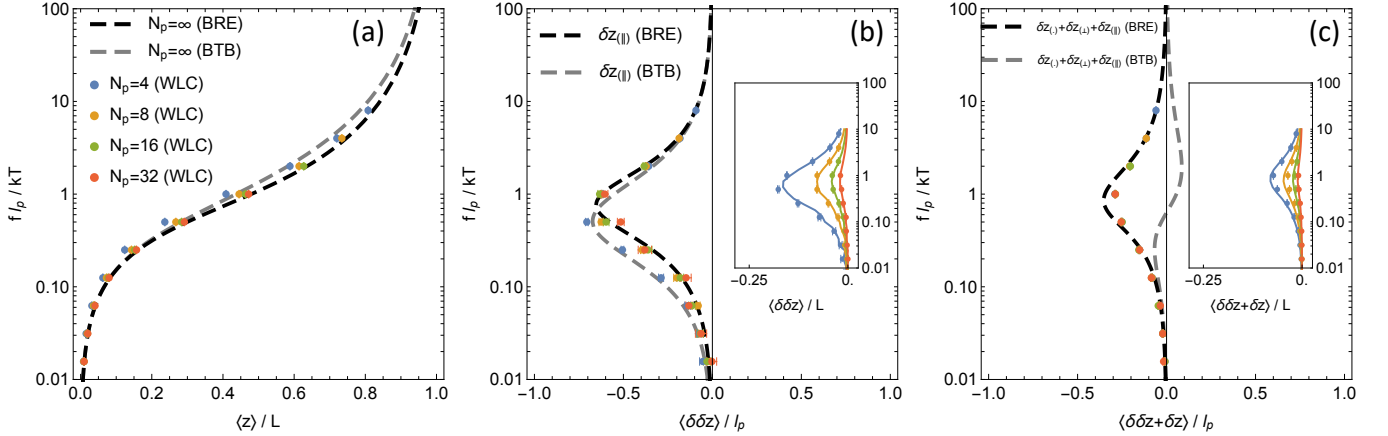 (a)
N_p=∞ (BRE)
N_p=∞ (BTB)
N_p=4 (WLC)
N_p=8 (WLC)
N_p=16 (WLC)
N_p=32 (WLC)
100
10
1
0.10
0.01
f l_p / kT
0.0 0.2 0.4 0.6 0.8 1.0
⟨z⟩ / L
(b)
δz_(∥) (BRE)
δz_(∥) (BTB)
100
10
1
0.10
0.01
f l_p / kT
−1.0 −0.5 0.0 0.5 1.0
⟨δδz⟩ / l_p
100
10
1
0.10
0.01
−0.25 0.
⟨δδz⟩ / L
(c)
δz_(.)+δz_(⊥)+δz_(∥) (BRE)
δz_(.)+δz_(⊥)+δz_(∥) (BTB)
100
10
1
0.10
0.01
f l_p / kT
−1.0 −0.5 0.0 0.5 1.0
⟨δδz+δz⟩ / l_p
100
10
1
0.10
0.01
−0.25 0.
⟨δδz+δz⟩ / L